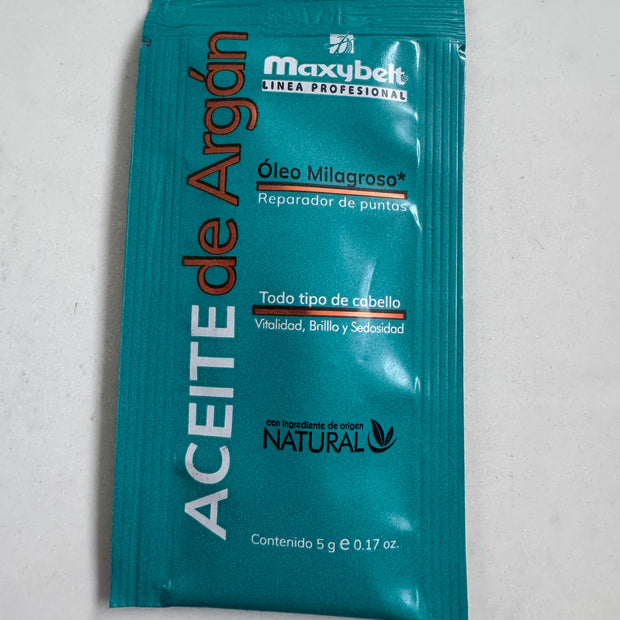 Maxybelt
LINEA PROFESIONAL
ACEITE de Argán
Óleo Milagroso*
Reparador de puntas
Todo tipo de cabello
Vitalidad, Brilllo y Sedosidad
con ingrediente de origen
NATURAL
Contenido 5 g e 0.17 oz.